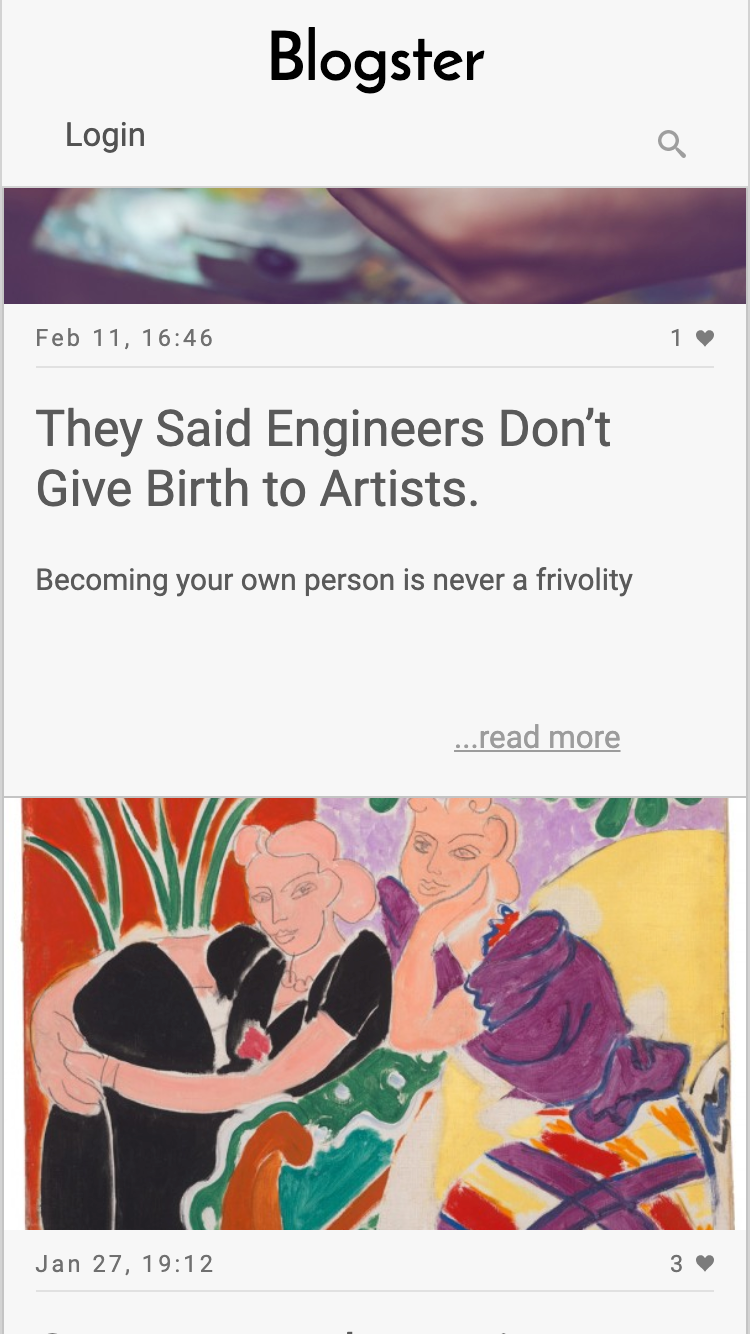 Blogster
Login
Feb 11, 16:46
1
They Said Engineers Don’t
Give Birth to Artists.
Becoming your own person is never a frivolity
...read more
Jan 27, 19:12
3